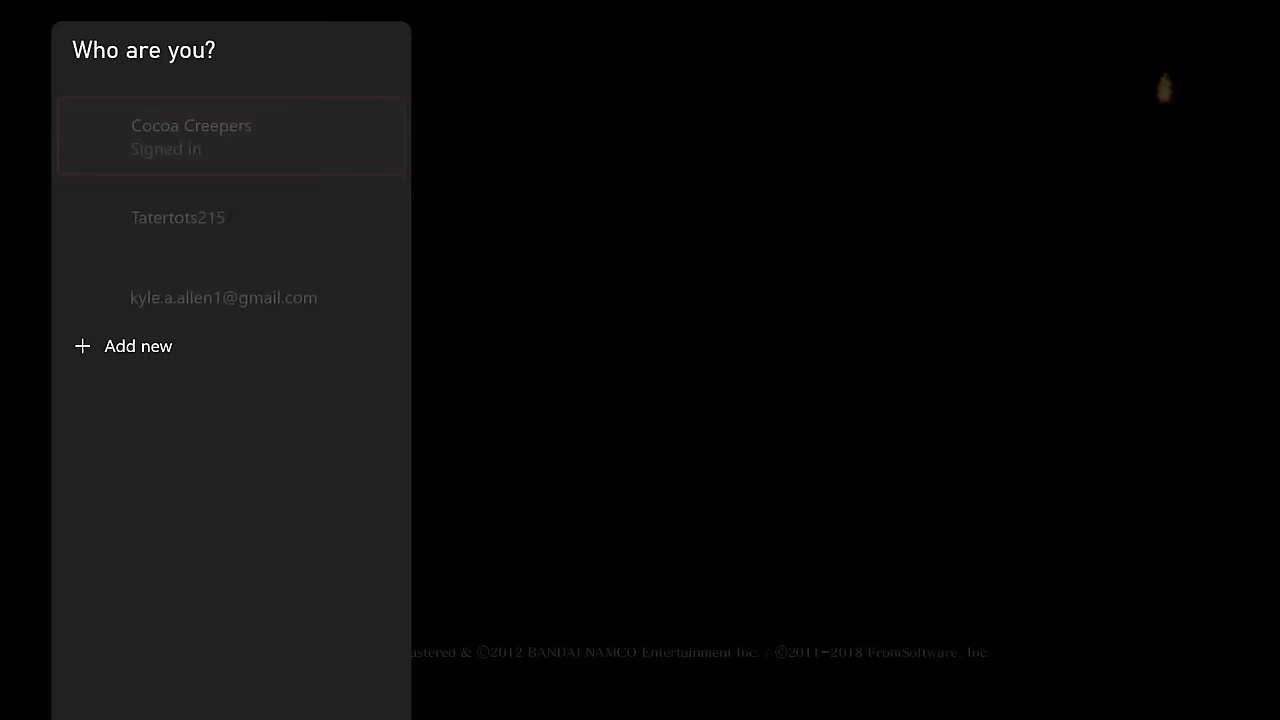 Who are you?
Cocoa Creepers
Signed in
Tatertots215
kyle.a.allen1@gmail.com
+ Add new
astered & ©2012 BANDAI NAMCO Entertainment Inc. / ©2011-2018 FromSoftware, Inc.